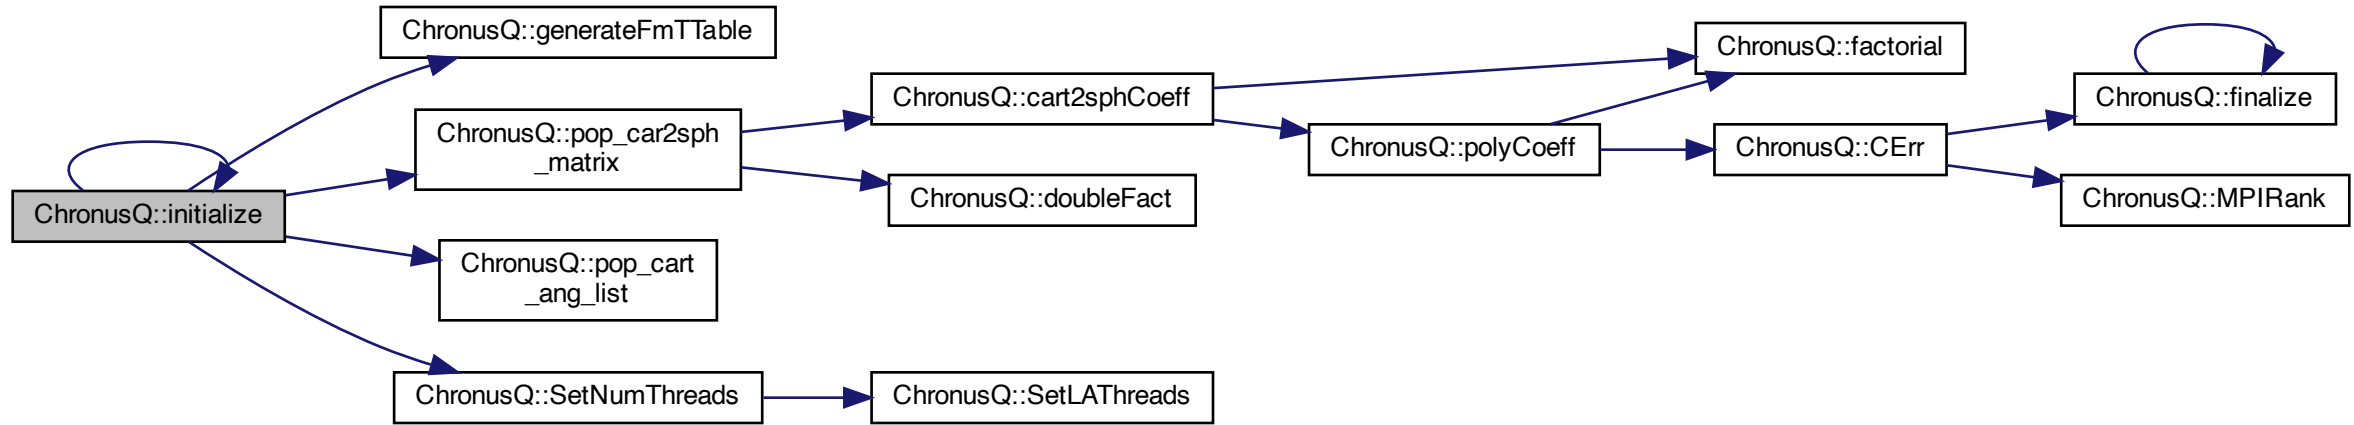 ChronusQ::initialize
ChronusQ::generateFmTTable
ChronusQ::pop_car2sph
_matrix
ChronusQ::pop_cart
_ang_list
ChronusQ::SetNumThreads
ChronusQ::cart2sphCoeff
ChronusQ::doubleFact
ChronusQ::SetLAThreads
ChronusQ::polyCoeff
ChronusQ::factorial
ChronusQ::CErr
ChronusQ::finalize
ChronusQ::MPIRank